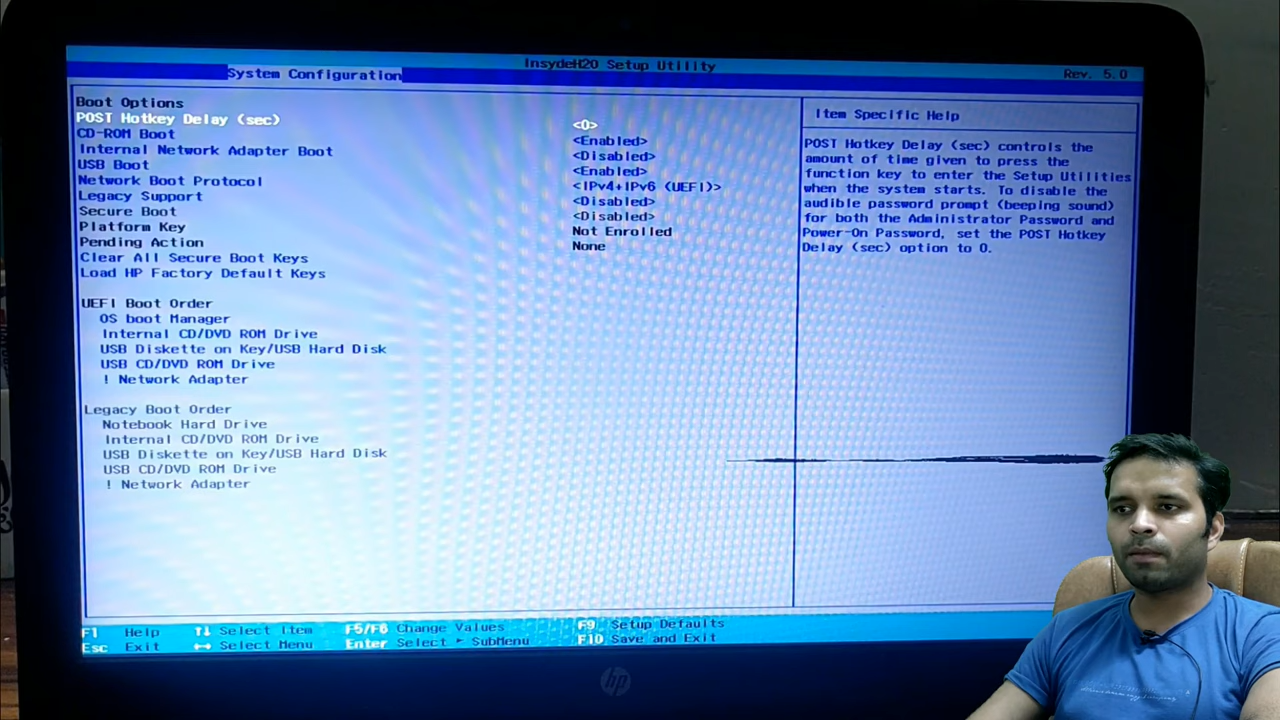 InsydeH20 Setup Utility
Rev. 5.0
System Configuration
Boot Options
POST Hotkey Delay (sec) <0>
CD-ROM Boot <Enabled>
Internal Network Adapter Boot <Disabled>
USB Boot <Enabled>
Network Boot Protocol <IPv4+IPv6 (UEFI)>
Legacy Support <Disabled>
Secure Boot <Disabled>
Platform Key Not Enrolled
Pending Action None
Clear All Secure Boot Keys
Load HP Factory Default Keys
UEFI Boot Order
OS boot Manager
Internal CD/DVD ROM Drive
USB Diskette on Key/USB Hard Disk
USB CD/DVD ROM Drive
! Network Adapter
Legacy Boot Order
Notebook Hard Drive
Internal CD/DVD ROM Drive
USB Diskette on Key/USB Hard Disk
USB CD/DVD ROM Drive
! Network Adapter
Item Specific Help
POST Hotkey Delay (sec) controls the
amount of time given to press the
function key to enter the Setup Utilities
when the system starts. To disable the
audible password prompt (beeping sound)
for both the Administrator Password and
Power-On Password, set the POST Hotkey
Delay (sec) option to 0.
F1 Help ↑↓ Select Item F5/F6 Change Values F9 Setup Defaults
Esc Exit ↔ Select Menu Enter Select ► SubMenu F10 Save and Exit
hp